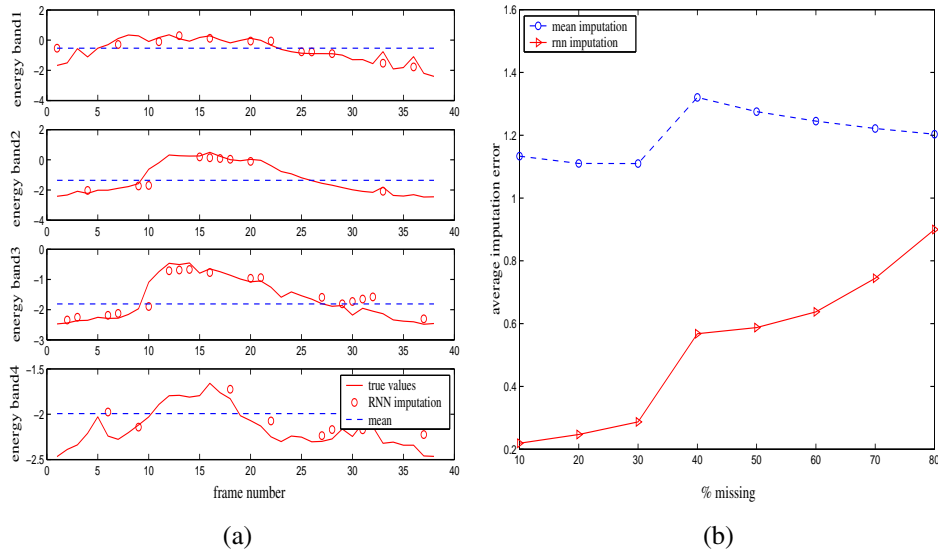 energy band1
2
0
−2
−4
0 5 10 15 20 25 30 35 40
energy band2
2
0
−2
−4
0 5 10 15 20 25 30 35 40
energy band3
0
−1
−2
−3
0 5 10 15 20 25 30 35 40
energy band4
−1.5
−2
−2.5
true values
RNN imputation
mean
0 5 10 15 20 25 30 35 40
frame number
(a)
average imputation error
1.6
1.4
1.2
1
0.8
0.6
0.4
0.2
mean imputation
rnn imputation
10 20 30 40 50 60 70 80
% missing
(b)